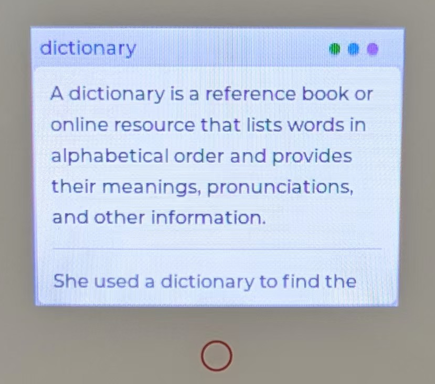 dictionary
A dictionary is a reference book or
online resource that lists words in
alphabetical order and provides
their meanings, pronunciations,
and other information.
She used a dictionary to find the